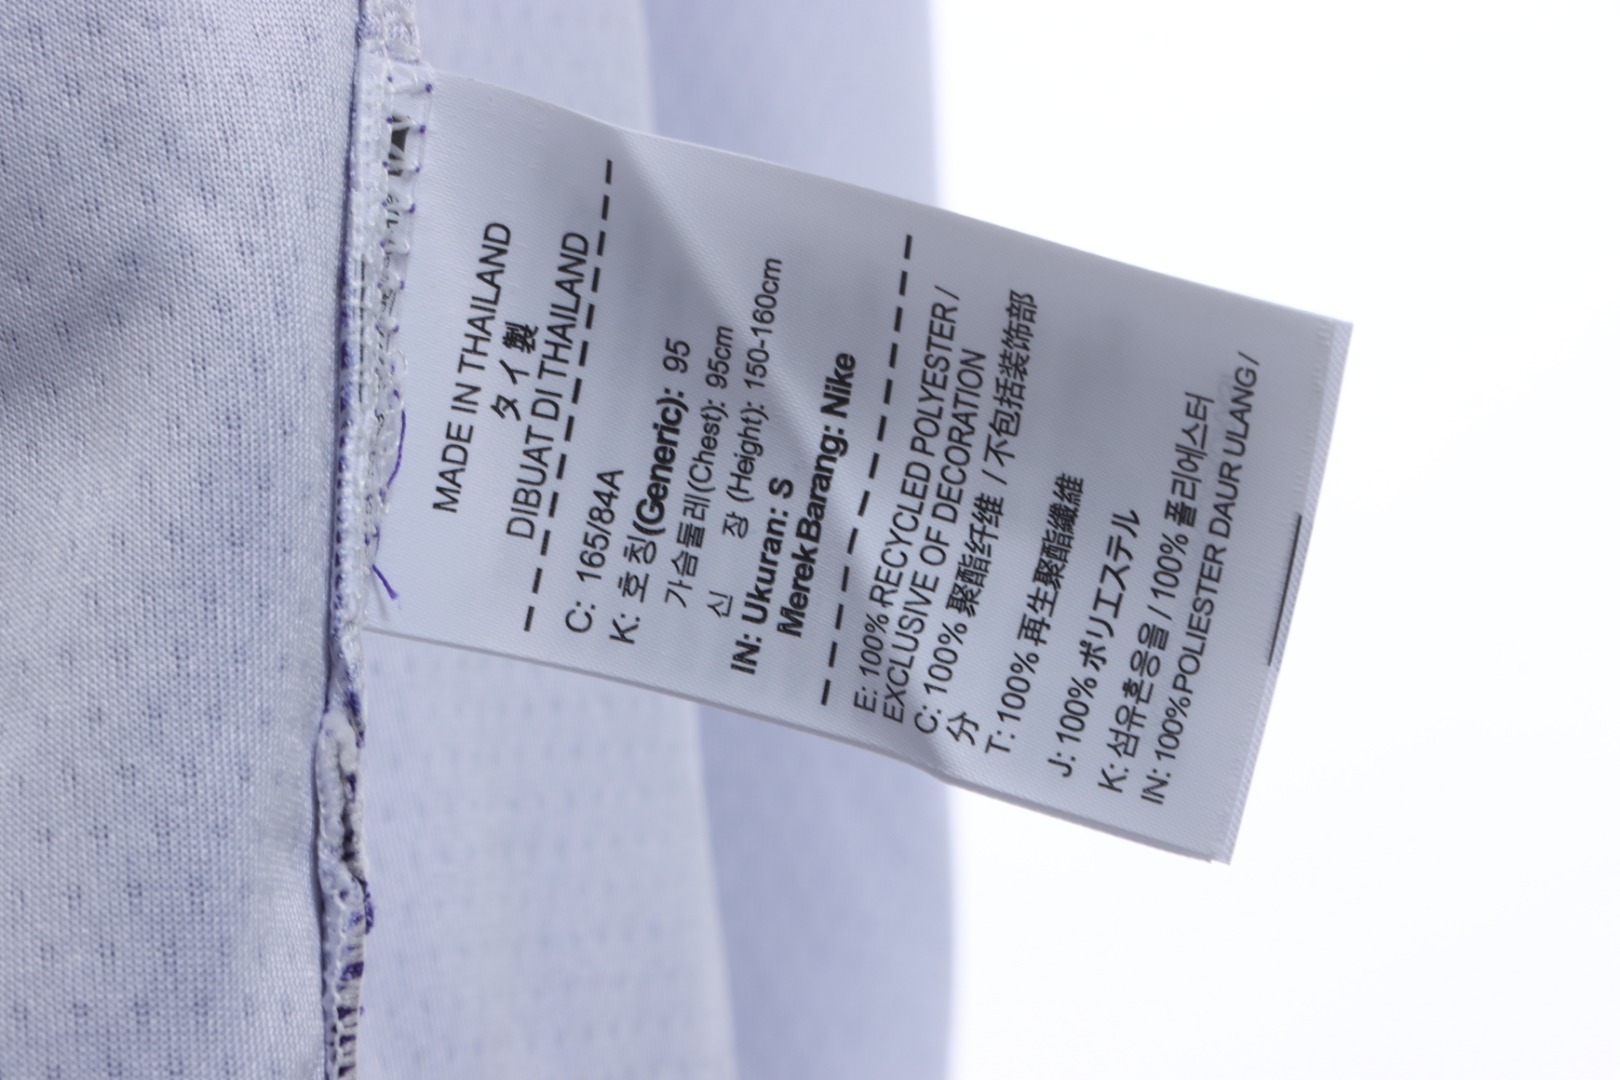 MADE IN THAILAND
タイ製
DIBUAT DI THAILAND
C: 165/84A
K: 호칭(Generic): 95
가슴둘레(Chest): 95cm
신 장 (Height): 150-160cm
IN: Ukuran: S
Merek Barang: Nike
E: 100% RECYCLED POLYESTER /
EXCLUSIVE OF DECORATION
C: 100% 聚酯纤维 / 不包括装饰部
分
T: 100% 再生聚酯纖維
J: 100% ポリエステル
K: 섬유혼용율 / 100% 폴리에스터
IN: 100% POLIESTER DAUR ULANG /